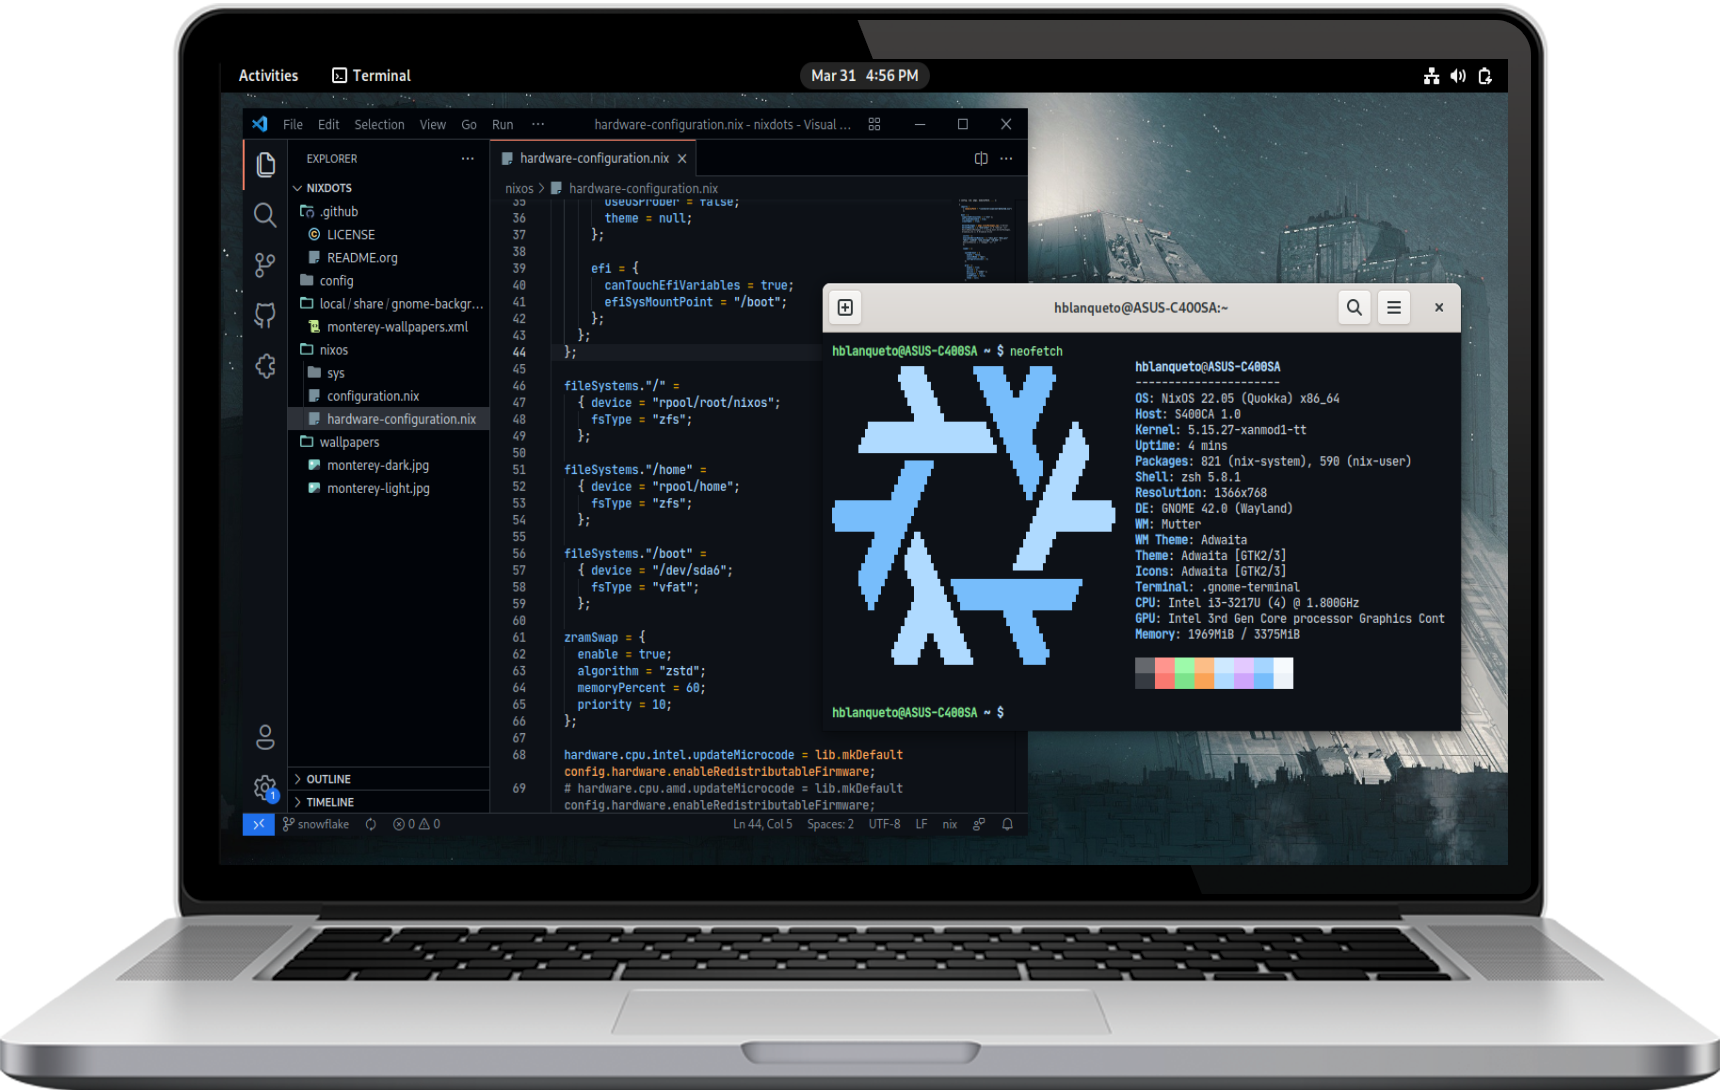 Activities
Terminal
Mar 31 4:56 PM
File Edit Selection View Go Run ···
hardware-configuration.nix - nixdots - Visual ...
EXPLORER ···
NIXDOTS
.github
LICENSE
README.org
config
local/share/gnome-backgr...
monterey-wallpapers.xml
nixos
sys
configuration.nix
hardware-configuration.nix
wallpapers
monterey-dark.jpg
monterey-light.jpg
OUTLINE
TIMELINE
hardware-configuration.nix
nixos > hardware-configuration.nix
35 useOSProber = false;
36 theme = null;
37 };
38
39 efi = {
40 canTouchEfiVariables = true;
41 efiSysMountPoint = "/boot";
42 };
43 };
44 };
45
46 fileSystems."/" =
47 { device = "rpool/root/nixos";
48 fsType = "zfs";
49 };
50
51 fileSystems."/home" =
52 { device = "rpool/home";
53 fsType = "zfs";
54 };
55
56 fileSystems."/boot" =
57 { device = "/dev/sda6";
58 fsType = "vfat";
59 };
60
61 zramSwap = {
62 enable = true;
63 algorithm = "zstd";
64 memoryPercent = 60;
65 priority = 10;
66 };
67
68 hardware.cpu.intel.updateMicrocode = lib.mkDefault
config.hardware.enableRedistributableFirmware;
69 # hardware.cpu.amd.updateMicrocode = lib.mkDefault
config.hardware.enableRedistributableFirmware;
1
snowflake 0 0
Ln 44, Col 5 Spaces: 2 UTF-8 LF nix
hblanqueto@ASUS-C400SA:~
hblanqueto@ASUS-C400SA ~ $ neofetch
hblanqueto@ASUS-C400SA
----------------------
OS: NixOS 22.05 (Quokka) x86_64
Host: S400CA 1.0
Kernel: 5.15.27-xanmod1-tt
Uptime: 4 mins
Packages: 821 (nix-system), 590 (nix-user)
Shell: zsh 5.8.1
Resolution: 1366x768
DE: GNOME 42.0 (Wayland)
WM: Mutter
WM Theme: Adwaita
Theme: Adwaita [GTK2/3]
Icons: Adwaita [GTK2/3]
Terminal: .gnome-terminal
CPU: Intel i3-3217U (4) @ 1.800GHz
GPU: Intel 3rd Gen Core processor Graphics Cont
Memory: 1969MiB / 3375MiB
hblanqueto@ASUS-C400SA ~ $